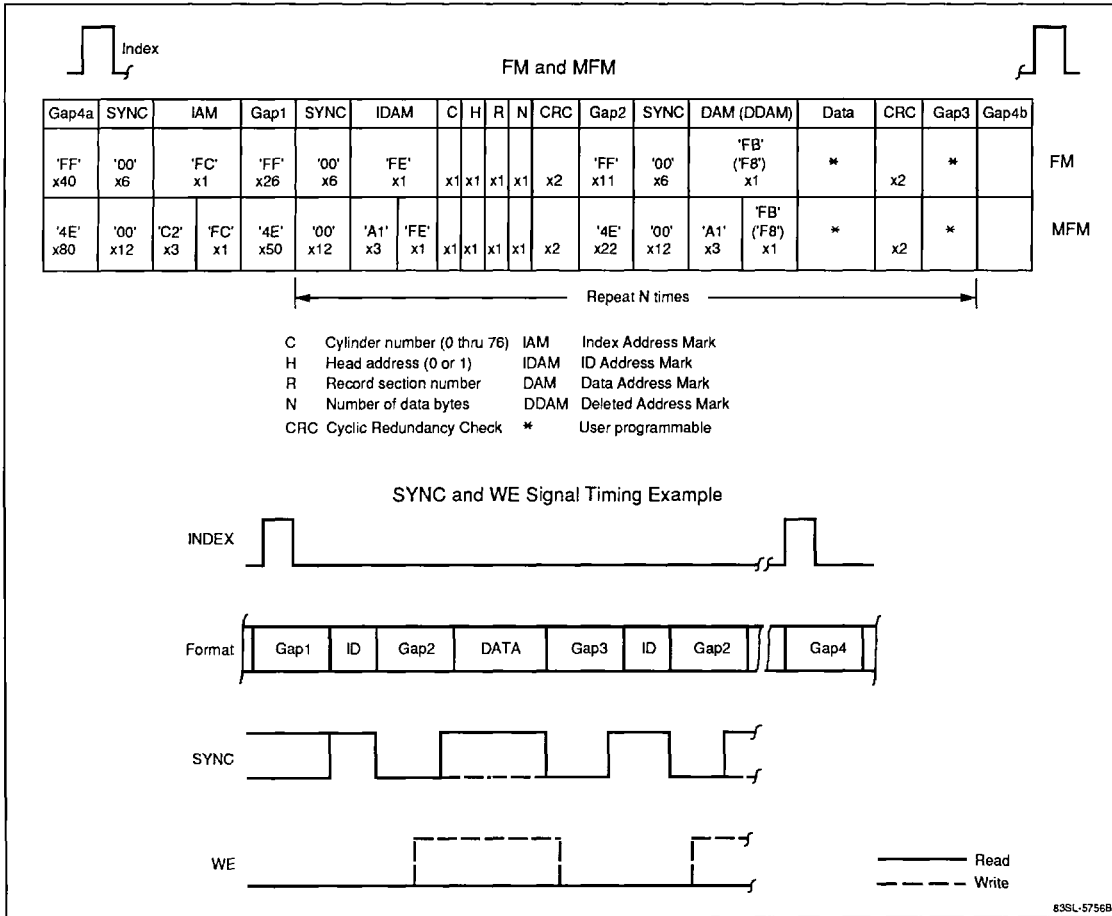 Index
FM and MFM
Gap4a SYNC IAM Gap1 SYNC IDAM C H R N CRC Gap2 SYNC DAM (DDAM) Data CRC Gap3 Gap4b
'FF' x40 '00' x6 'FC' x1 'FF' x26 '00' x6 'FE' x1 x1 x1 x1 x1 x2 'FF' x11 '00' x6 'FB' ('F8') x1 * x2 * FM
'4E' x80 '00' x12 'C2' x3 'FC' x1 '4E' x50 '00' x12 'A1' x3 'FE' x1 x1 x1 x1 x1 x2 '4E' x22 '00' x12 'A1' x3 'FB' ('F8') x1 * x2 * MFM
Repeat N times
C Cylinder number (0 thru 76) IAM Index Address Mark
H Head address (0 or 1) IDAM ID Address Mark
R Record section number DAM Data Address Mark
N Number of data bytes DDAM Deleted Address Mark
CRC Cyclic Redundancy Check * User programmable
SYNC and WE Signal Timing Example
INDEX
Format Gap1 ID Gap2 DATA Gap3 ID Gap2 Gap4
SYNC
WE
Read
Write
83SL-5756B